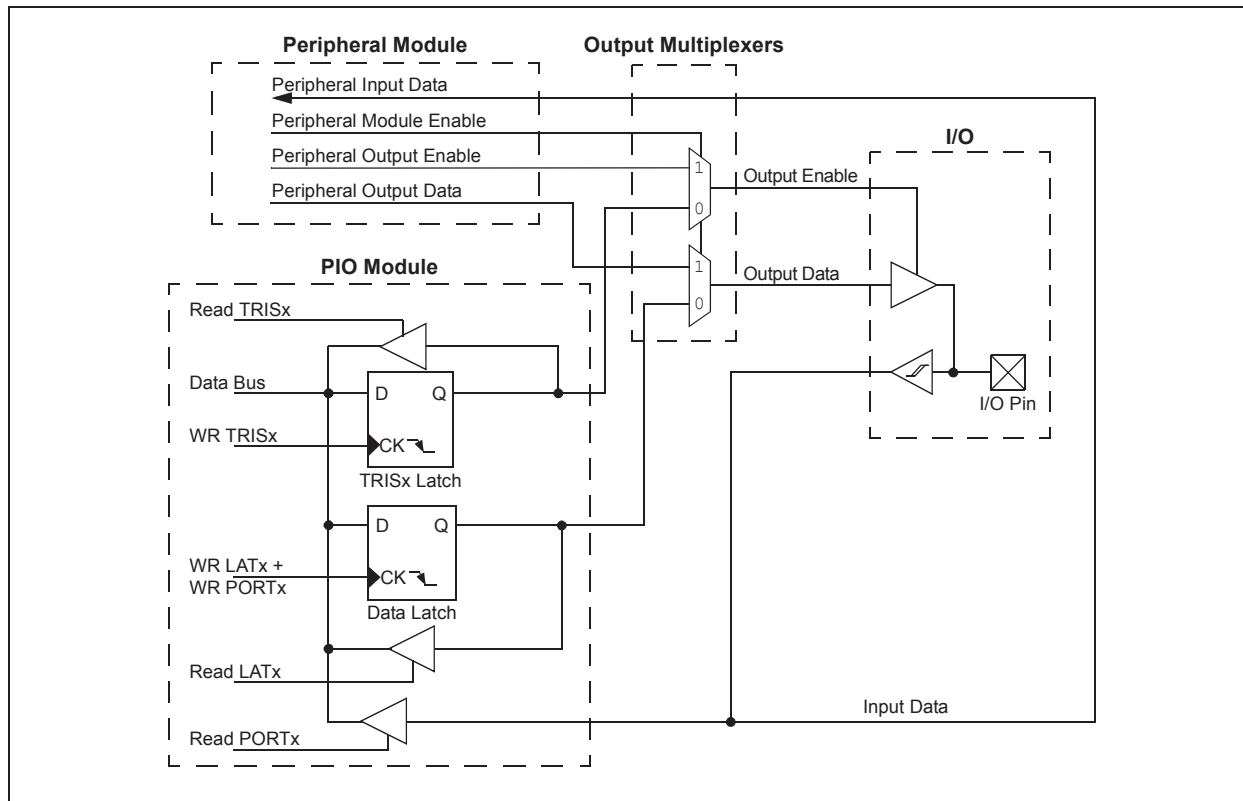 Peripheral Module
Output Multiplexers
Peripheral Input Data
Peripheral Module Enable
Peripheral Output Enable
Peripheral Output Data
1
0
Output Enable
I/O
1
0
Output Data
PIO Module
Read TRISx
Data Bus
D
Q
WR TRISx
CK
TRISx Latch
I/O Pin
D
Q
WR LATx +
WR PORTx
CK
Data Latch
Read LATx
Input Data
Read PORTx